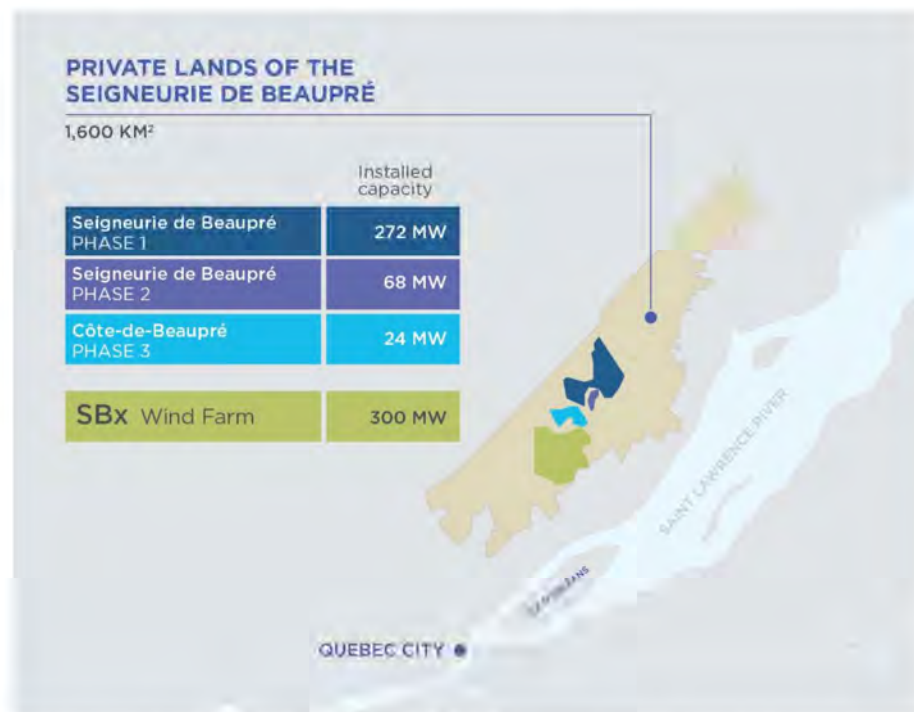 PRIVATE LANDS OF THE
SEIGNEURIE DE BEAUPRÉ
1,600 KM²
Installed
capacity
Seigneurie de Beaupré
PHASE 1
272 MW
Seigneurie de Beaupré
PHASE 2
68 MW
Côte-de-Beaupré
PHASE 3
24 MW
SBx Wind Farm
300 MW
SAINT LAWRENCE RIVER
QUEBEC CITY